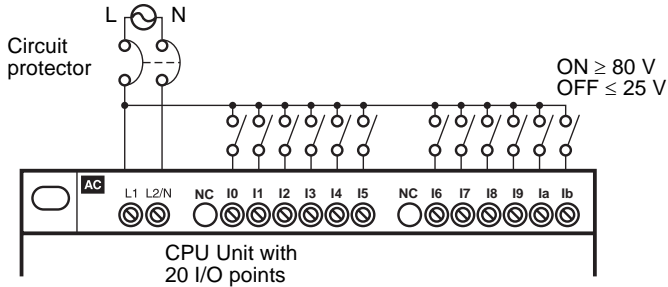 L N
Circuit
protector
ON ≥ 80 V
OFF ≤ 25 V
AC L1 L2/N NC I0 I1 I2 I3 I4 I5 NC I6 I7 I8 I9 Ia Ib
CPU Unit with
20 I/O points